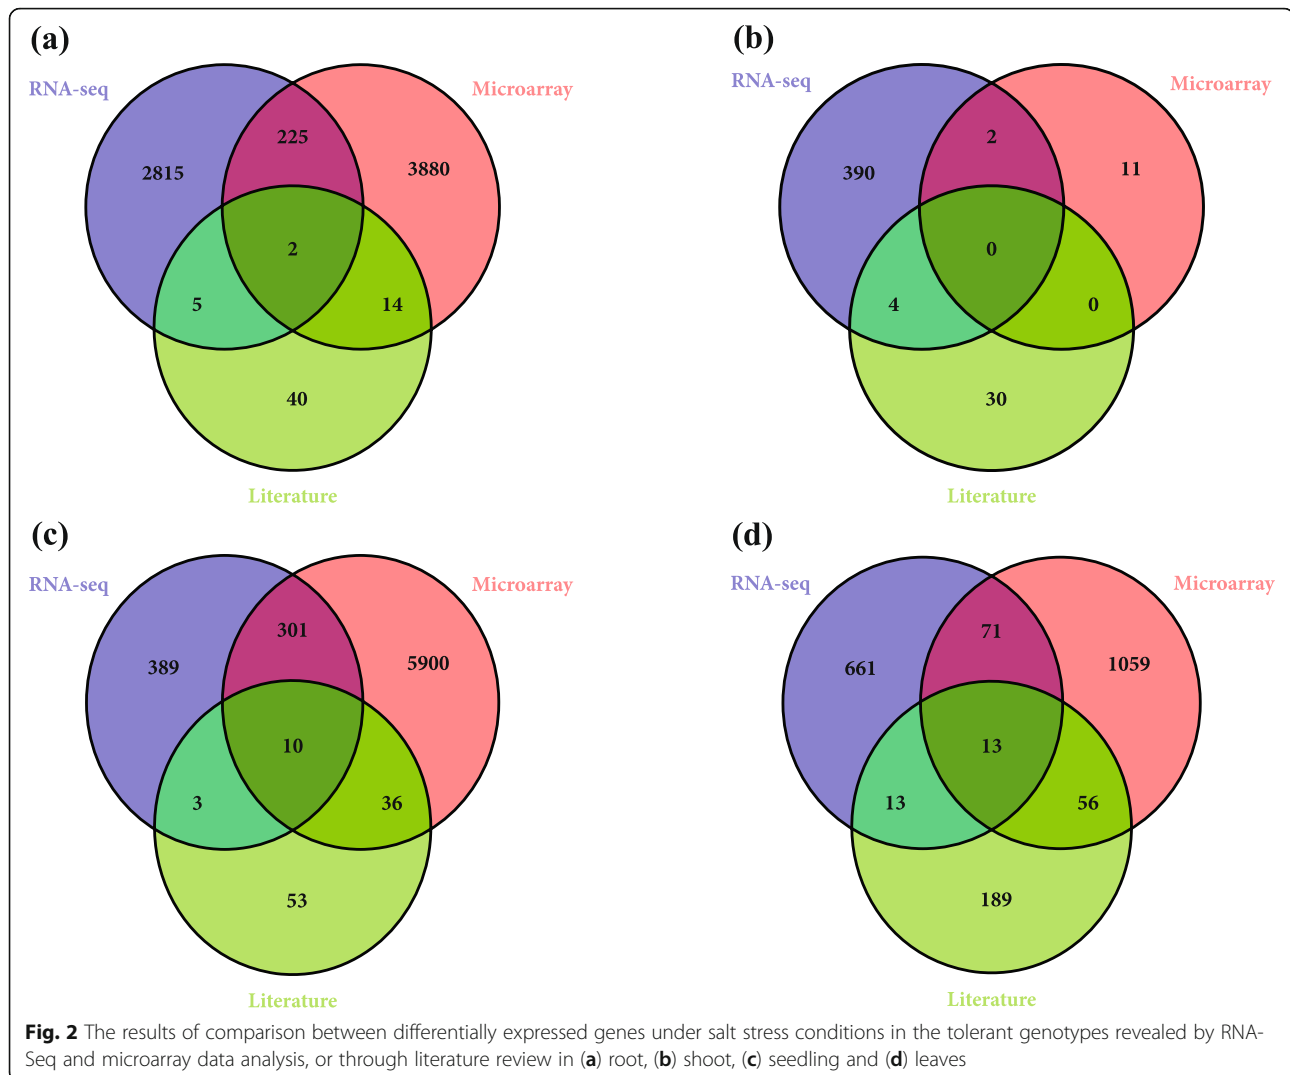 (a)
RNA-seq
Microarray
225
2815
3880
2
5
14
40
Literature
(b)
RNA-seq
Microarray
2
390
11
0
4
0
30
Literature
(c)
RNA-seq
Microarray
301
389
5900
10
3
36
53
Literature
(d)
RNA-seq
Microarray
71
661
1059
13
13
56
189
Literature
Fig. 2 The results of comparison between differentially expressed genes under salt stress conditions in the tolerant genotypes revealed by RNA-
Seq and microarray data analysis, or through literature review in (a) root, (b) shoot, (c) seedling and (d) leaves